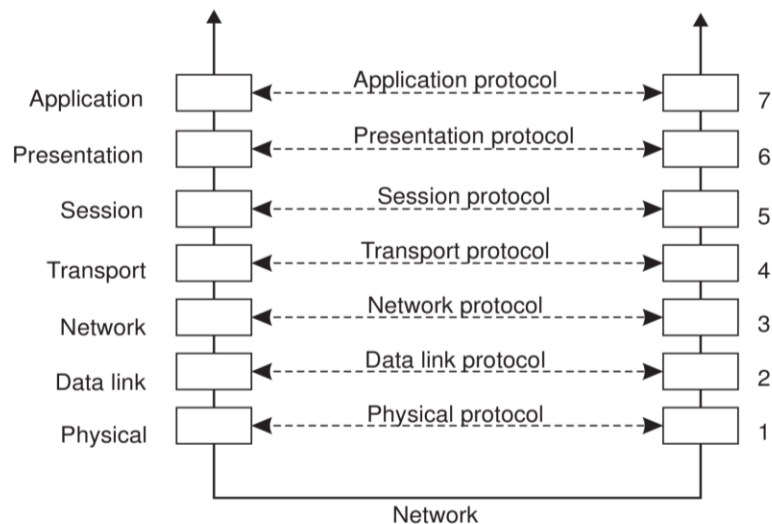 Application
Application protocol
7
Presentation
Presentation protocol
6
Session
Session protocol
5
Transport
Transport protocol
4
Network
Network protocol
3
Data link
Data link protocol
2
Physical
Physical protocol
1
Network